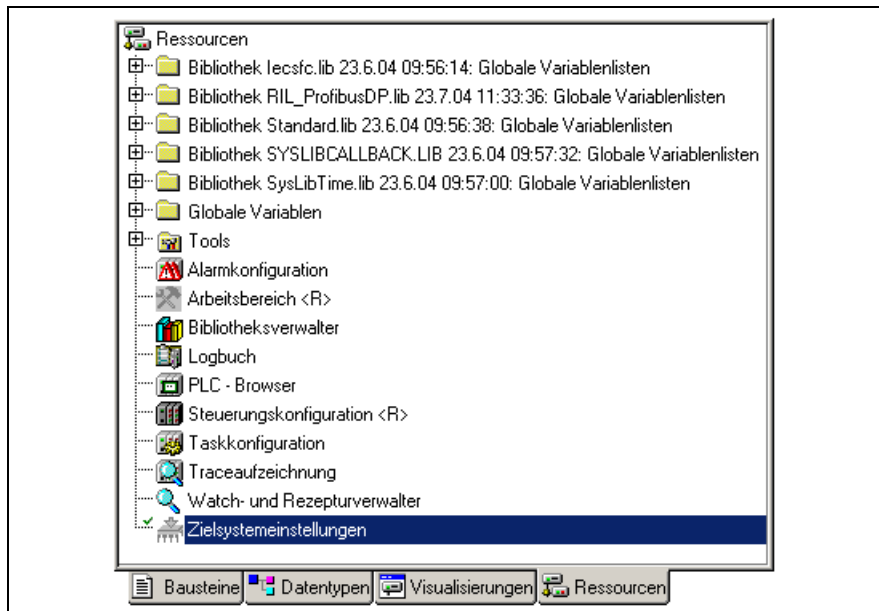 Ressourcen
Bibliothek Iecsfc.lib 23.6.04 09:56:14: Globale Variablenlisten
Bibliothek RIL_ProfibusDP.lib 23.7.04 11:33:36: Globale Variablenlisten
Bibliothek Standard.lib 23.6.04 09:56:38: Globale Variablenlisten
Bibliothek SYSLIBCALLBACK.LIB 23.6.04 09:57:32: Globale Variablenlisten
Bibliothek SysLibTime.lib 23.6.04 09:57:00: Globale Variablenlisten
Globale Variablen
Tools
Alarmkonfiguration
Arbeitsbereich <R>
Bibliotheksverwalter
Logbuch
PLC - Browser
Steuerungskonfiguration <R>
Taskkonfiguration
Traceaufzeichnung
Watch- und Rezepturverwalter
Zielsystemeinstellungen
Bausteine Datentypen Visualisierungen Ressourcen